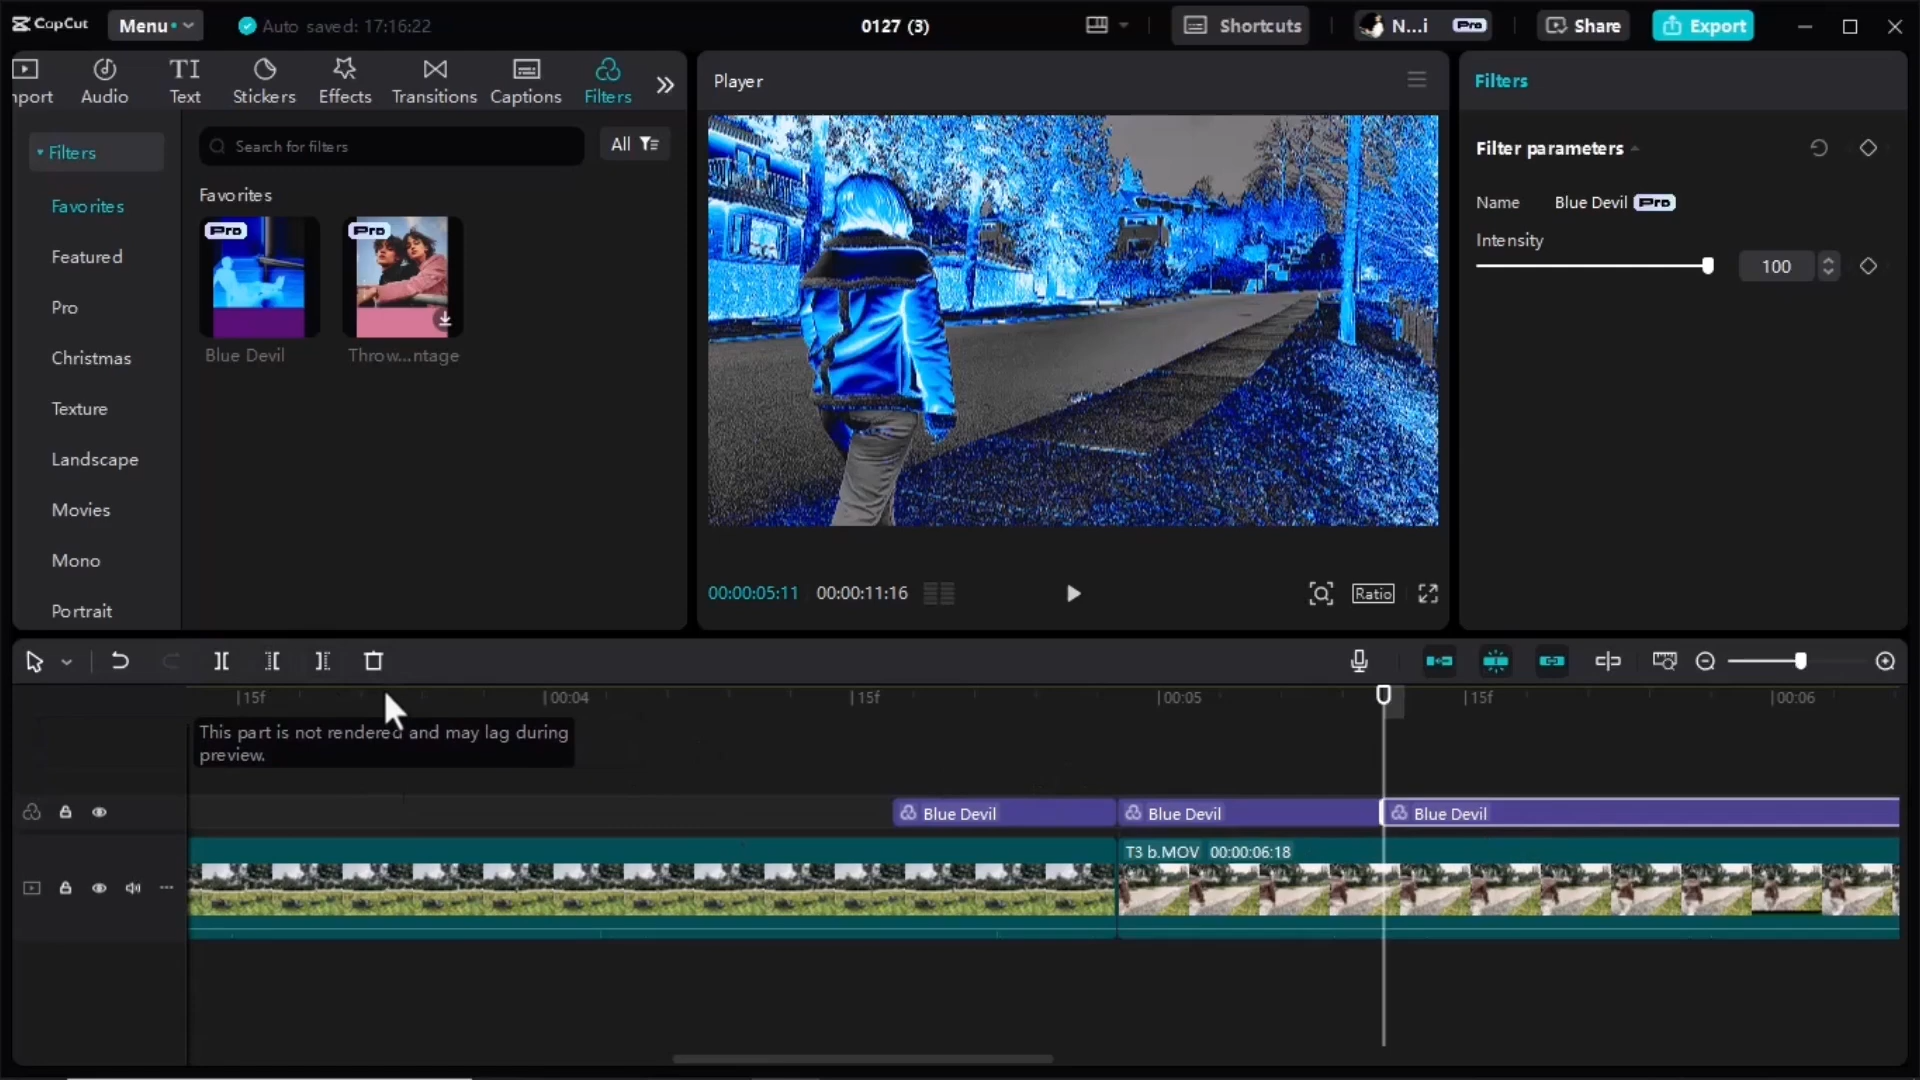 CapCut
Menu
Auto saved: 17:16:22
0127 (3)
Shortcuts
N...i
Pro
Share
Export
nport
Audio
TI
Text
Stickers
Effects
Transitions
Captions
Filters
Filters
Search for filters
All
Favorites
Featured
Pro
Christmas
Texture
Landscape
Movies
Mono
Portrait
Favorites
Pro
Pro
Blue Devil
Throw...ntage
Player
00:00:05:11
00:00:11:16
Ratio
Filters
Filter parameters
Name
Blue Devil
Pro
Intensity
100
15f
00:04
15f
00:05
15f
00:06
This part is not rendered and may lag during
preview.
Blue Devil
Blue Devil
Blue Devil
T3 b.MOV 00:00:06:18